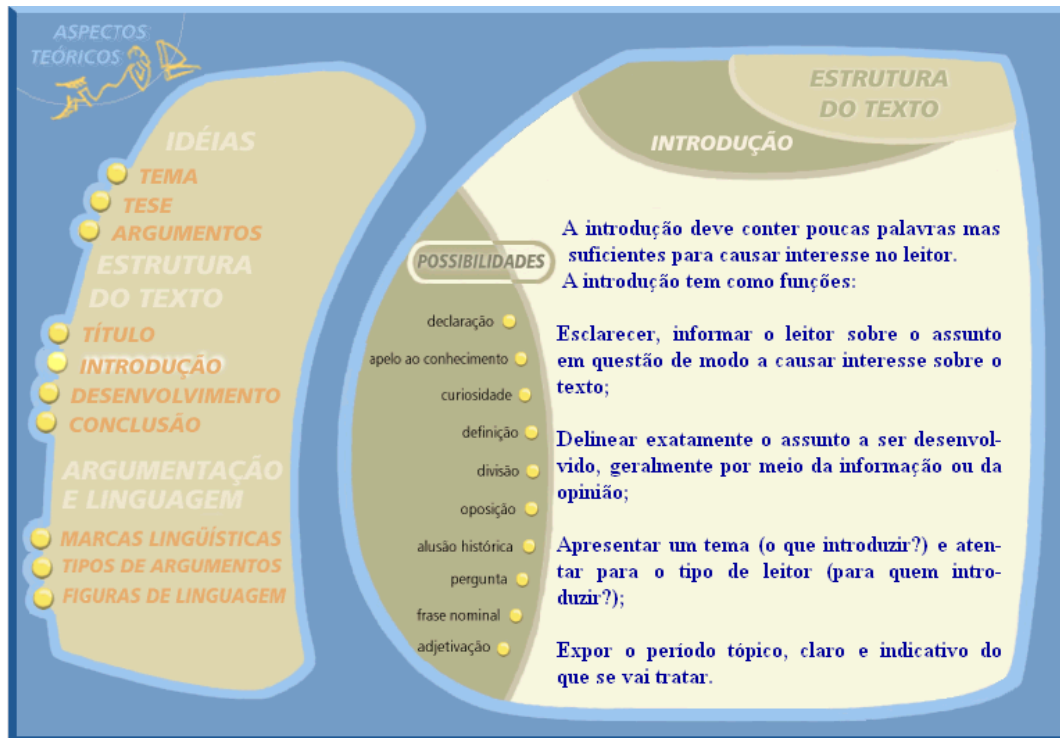 ASPECTOS
TEÓRICOS
IDÉIAS
TEMA
TESE
ARGUMENTOS
ESTRUTURA
DO TEXTO
TÍTULO
INTRODUÇÃO
DESENVOLVIMENTO
CONCLUSÃO
ARGUMENTAÇÃO
E LINGUAGEM
MARCAS LINGÜÍSTICAS
TIPOS DE ARGUMENTOS
FIGURAS DE LINGUAGEM
ESTRUTURA
DO TEXTO
INTRODUÇÃO
POSSIBILIDADES
declaração
apelo ao conhecimento
curiosidade
definição
divisão
oposição
alusão histórica
pergunta
frase nominal
adjetivação
A introdução deve conter poucas palavras mas
suficientes para causar interesse no leitor.
A introdução tem como funções:
Esclarecer, informar o leitor sobre o assunto
em questão de modo a causar interesse sobre o
texto;
Delinear exatamente o assunto a ser desenvol-
vido, geralmente por meio da informação ou da
opinião;
Apresentar um tema (o que introduzir?) e aten-
tar para o tipo de leitor (para quem intro-
duzir?);
Expor o período tópico, claro e indicativo do
que se vai tratar.